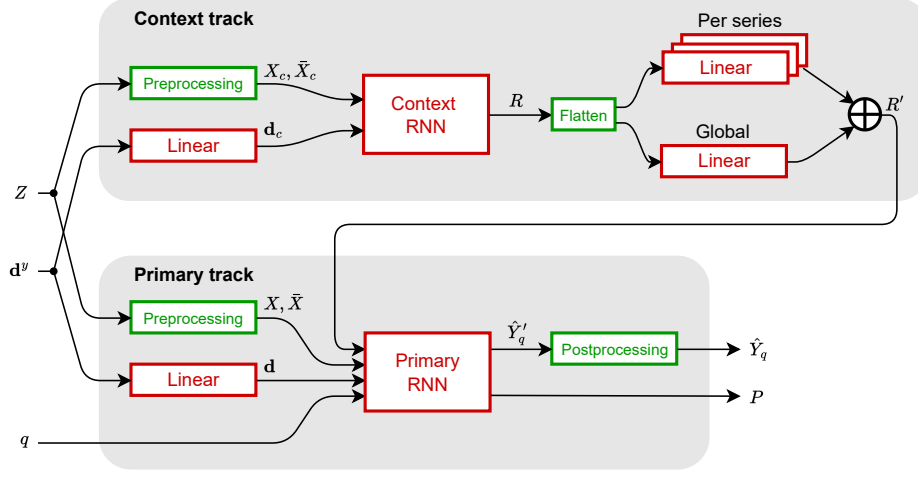 Context track
Per series
Preprocessing
X_c, X̄_c
Linear
Context
RNN
R
Flatten
R′
d_c
Linear
Global
Linear
Z
d^y
Primary track
Preprocessing
X, X̄
Ŷ′_q
Postprocessing
Ŷ_q
Linear
d
Primary
RNN
P
q